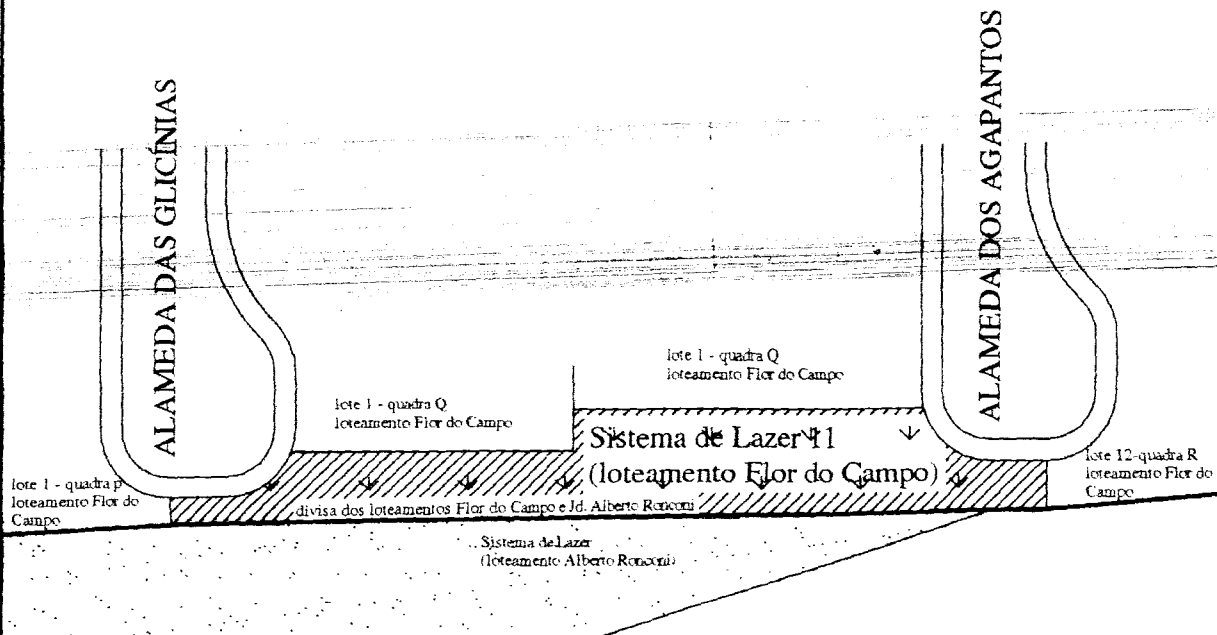 ALAMEDA DAS GLICÍNIAS
ALAMEDA DOS AGAPANTOS
lote 1 - quadra Q
loteamento Flor do Campo
lote 1 - quadra Q
loteamento Flor do Campo
Sistema de Lazer 11
(loteamento Flor do Campo)
lote 12-quadra R
loteamento Flor do
Campo
lote 1 - quadra P
loteamento Flor do
Campo
divisa dos loteamentos Flor do Campo e Jd. Alberto Ronconi
Sistema de Lazer
(loteamento Alberto Ronconi)